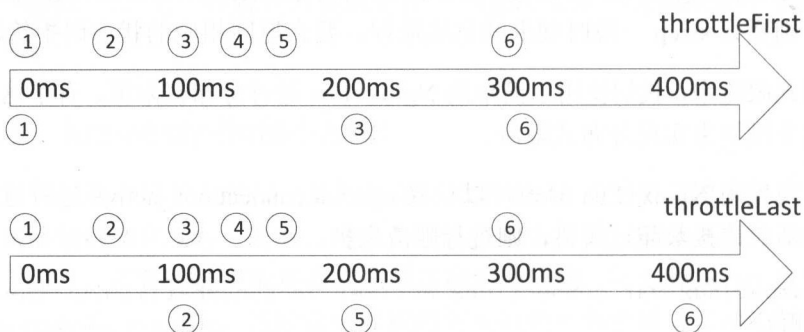 throttleFirst
1 2 3 4 5 6
0ms 100ms 200ms 300ms 400ms
1 3 6
throttleLast
1 2 3 4 5 6
0ms 100ms 200ms 300ms 400ms
2 5 6